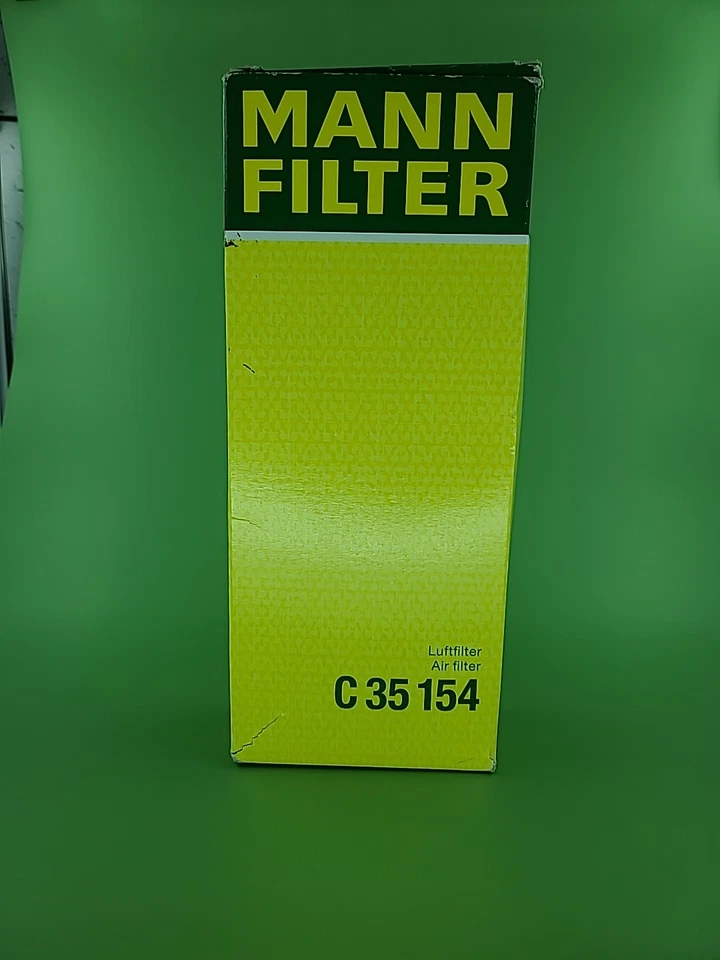 MANN
FILTER
Luftfilter
Air filter
C 35 154